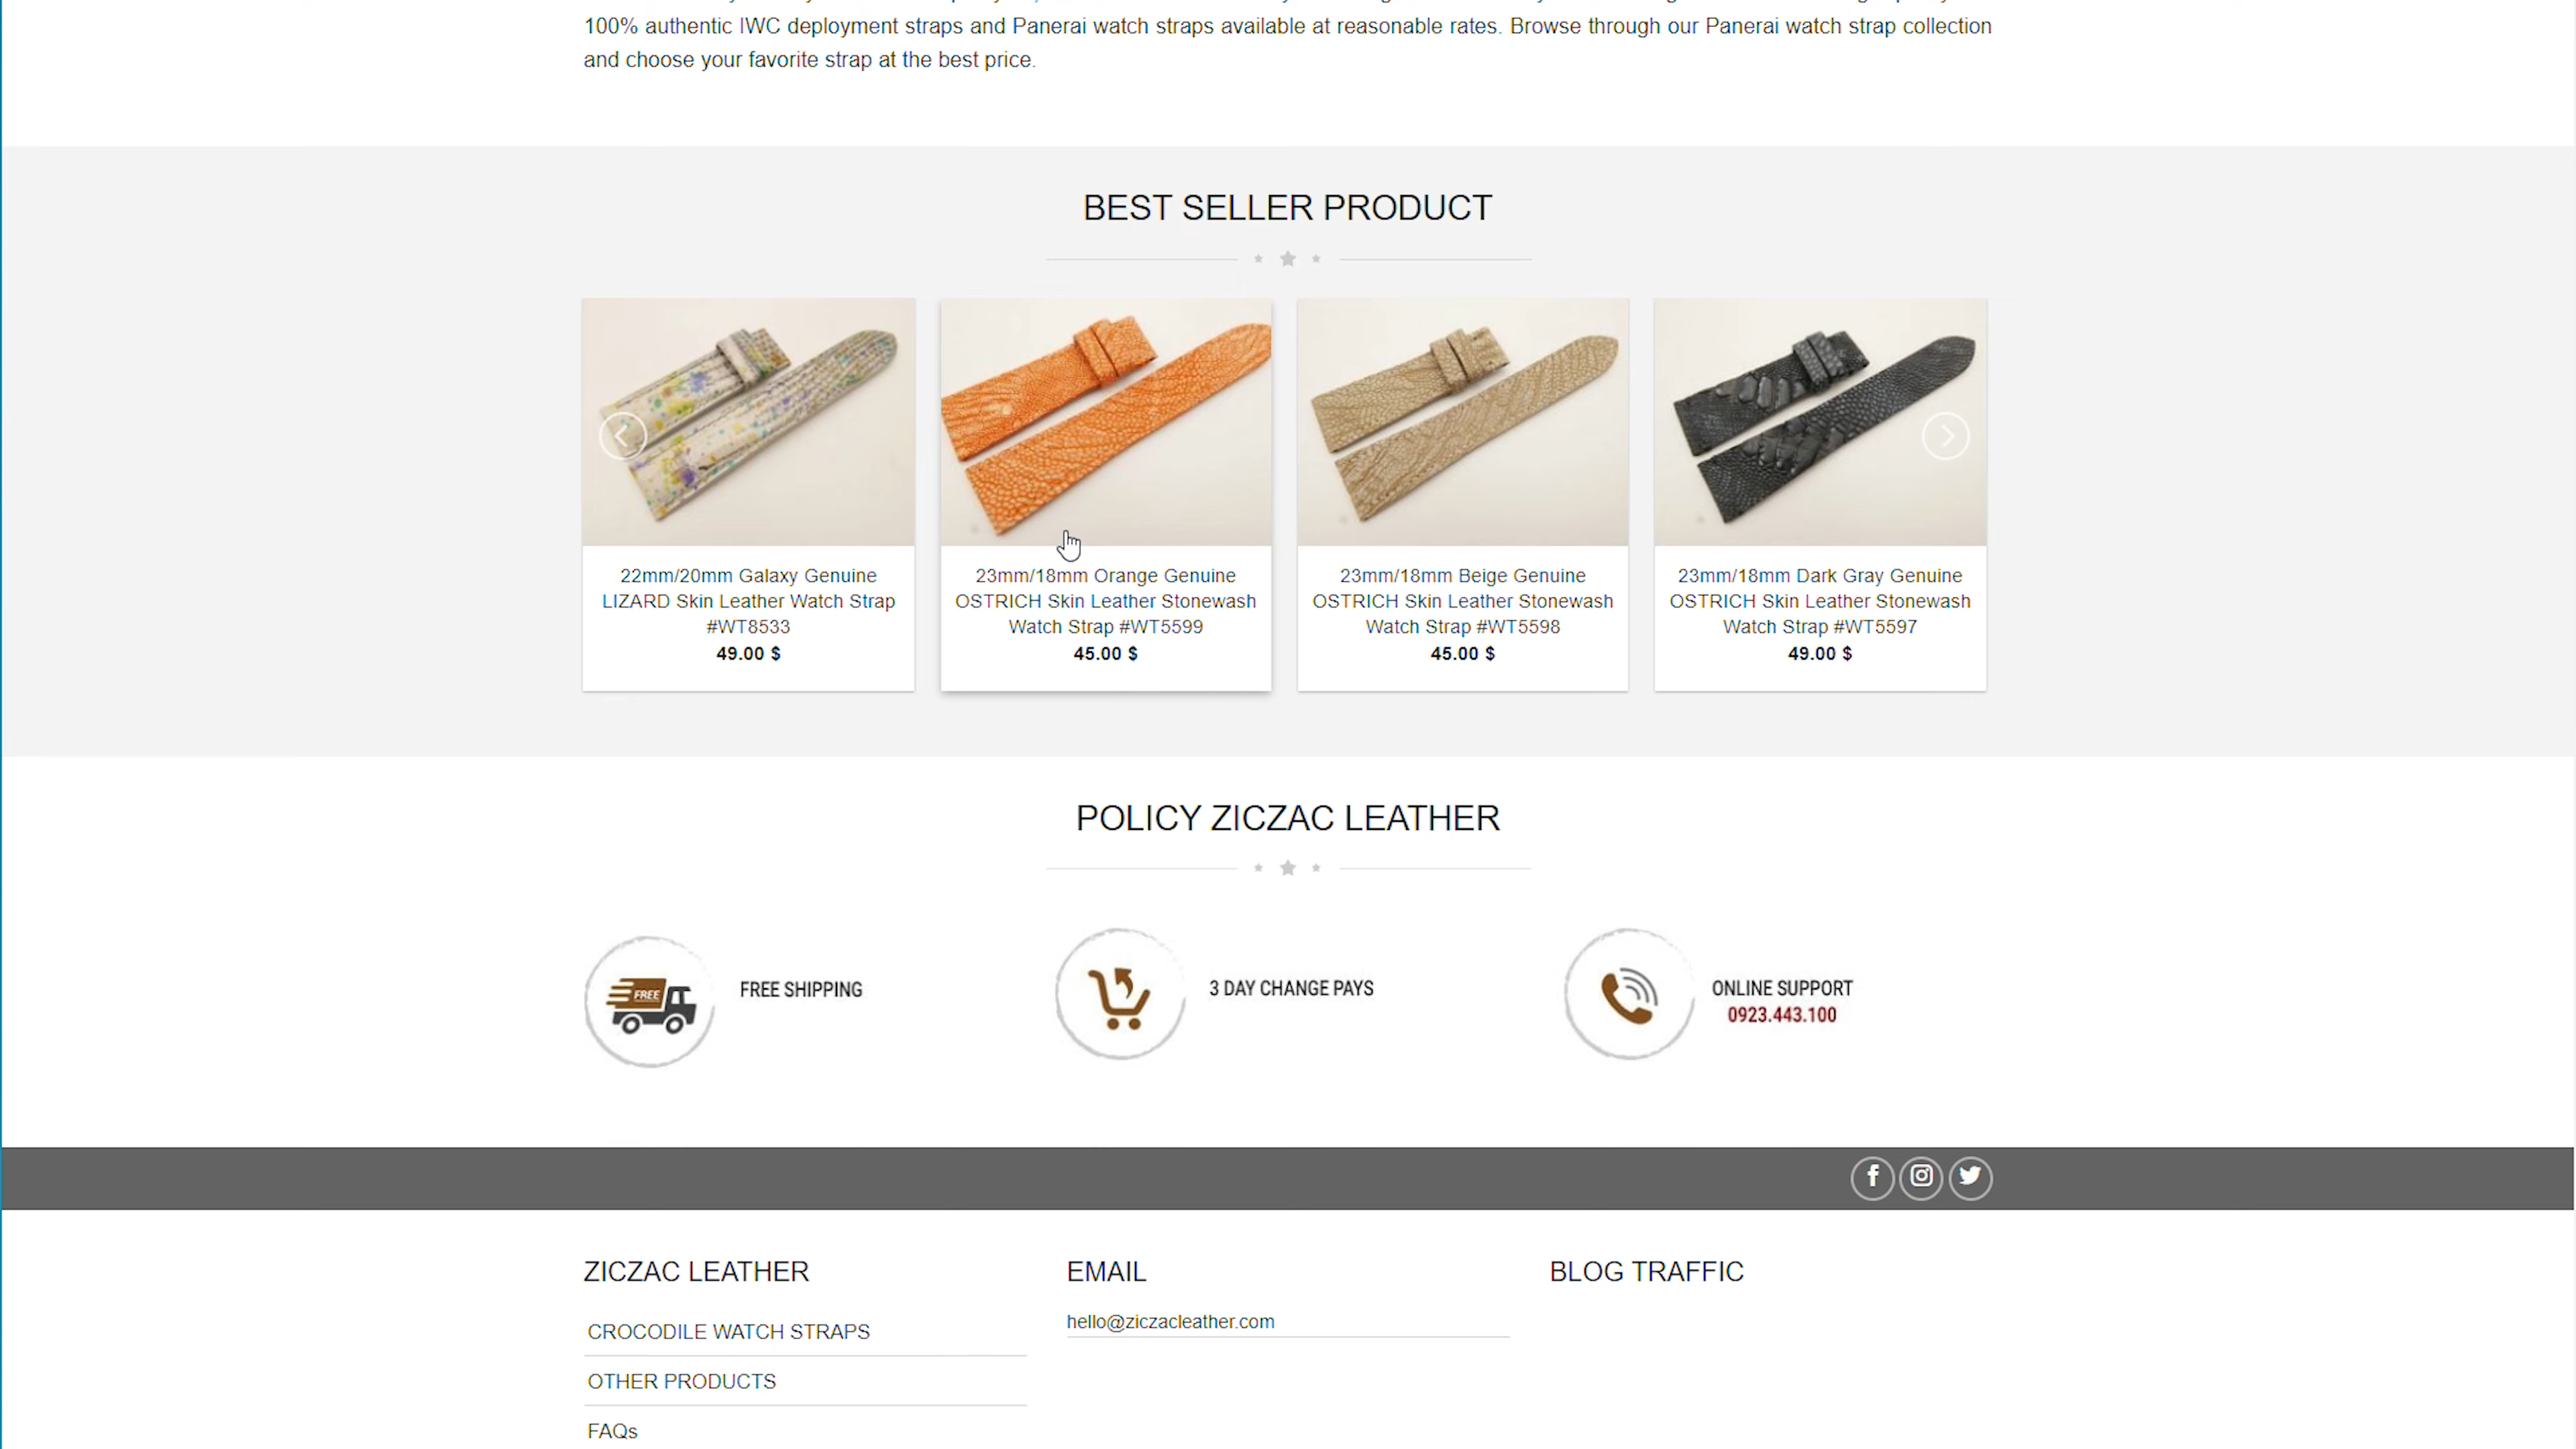 100% authentic IWC deployment straps and Panerai watch straps available at reasonable rates. Browse through our Panerai watch strap collection
and choose your favorite strap at the best price.
BEST SELLER PRODUCT
22mm/20mm Galaxy Genuine
LIZARD Skin Leather Watch Strap
#WT8533
49.00 $
23mm/18mm Orange Genuine
OSTRICH Skin Leather Stonewash
Watch Strap #WT5599
45.00 $
23mm/18mm Beige Genuine
OSTRICH Skin Leather Stonewash
Watch Strap #WT5598
45.00 $
23mm/18mm Dark Gray Genuine
OSTRICH Skin Leather Stonewash
Watch Strap #WT5597
49.00 $
POLICY ZICZAC LEATHER
FREE
FREE SHIPPING
3 DAY CHANGE PAYS
ONLINE SUPPORT
0923.443.100
ZICZAC LEATHER
CROCODILE WATCH STRAPS
OTHER PRODUCTS
FAQs
EMAIL
hello@ziczacleather.com
BLOG TRAFFIC